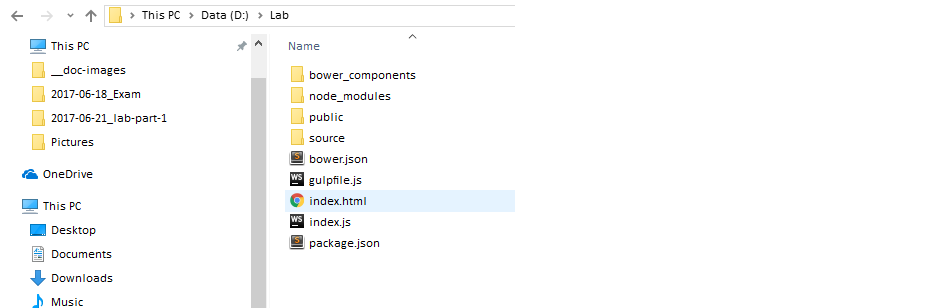 This PC > Data (D:) > Lab
This PC
__doc-images
2017-06-18_Exam
2017-06-21_lab-part-1
Pictures
OneDrive
This PC
Desktop
Documents
Downloads
Music
Name
bower_components
node_modules
public
source
bower.json
WS gulpfile.js
index.html
WS index.js
package.json